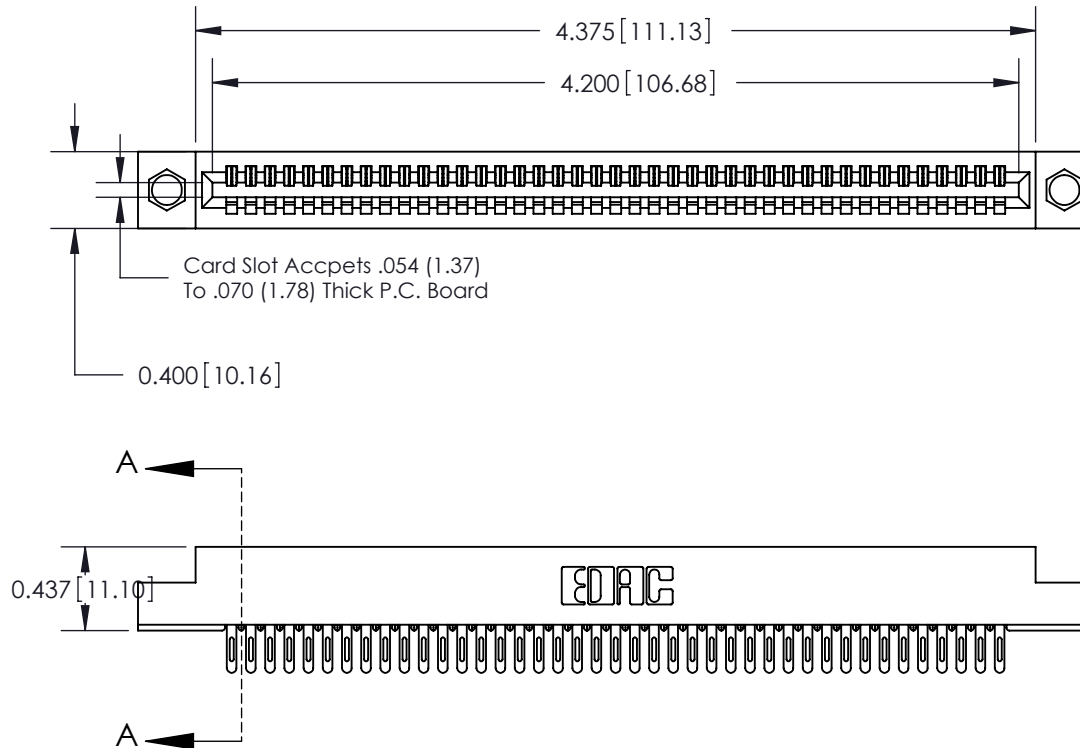 4.375[111.13]
4.200[106.68]
Card Slot Accpets .054 (1.37)
To .070 (1.78) Thick P.C. Board
0.400[10.16]
A
0.437[11.10]
EDAC
A